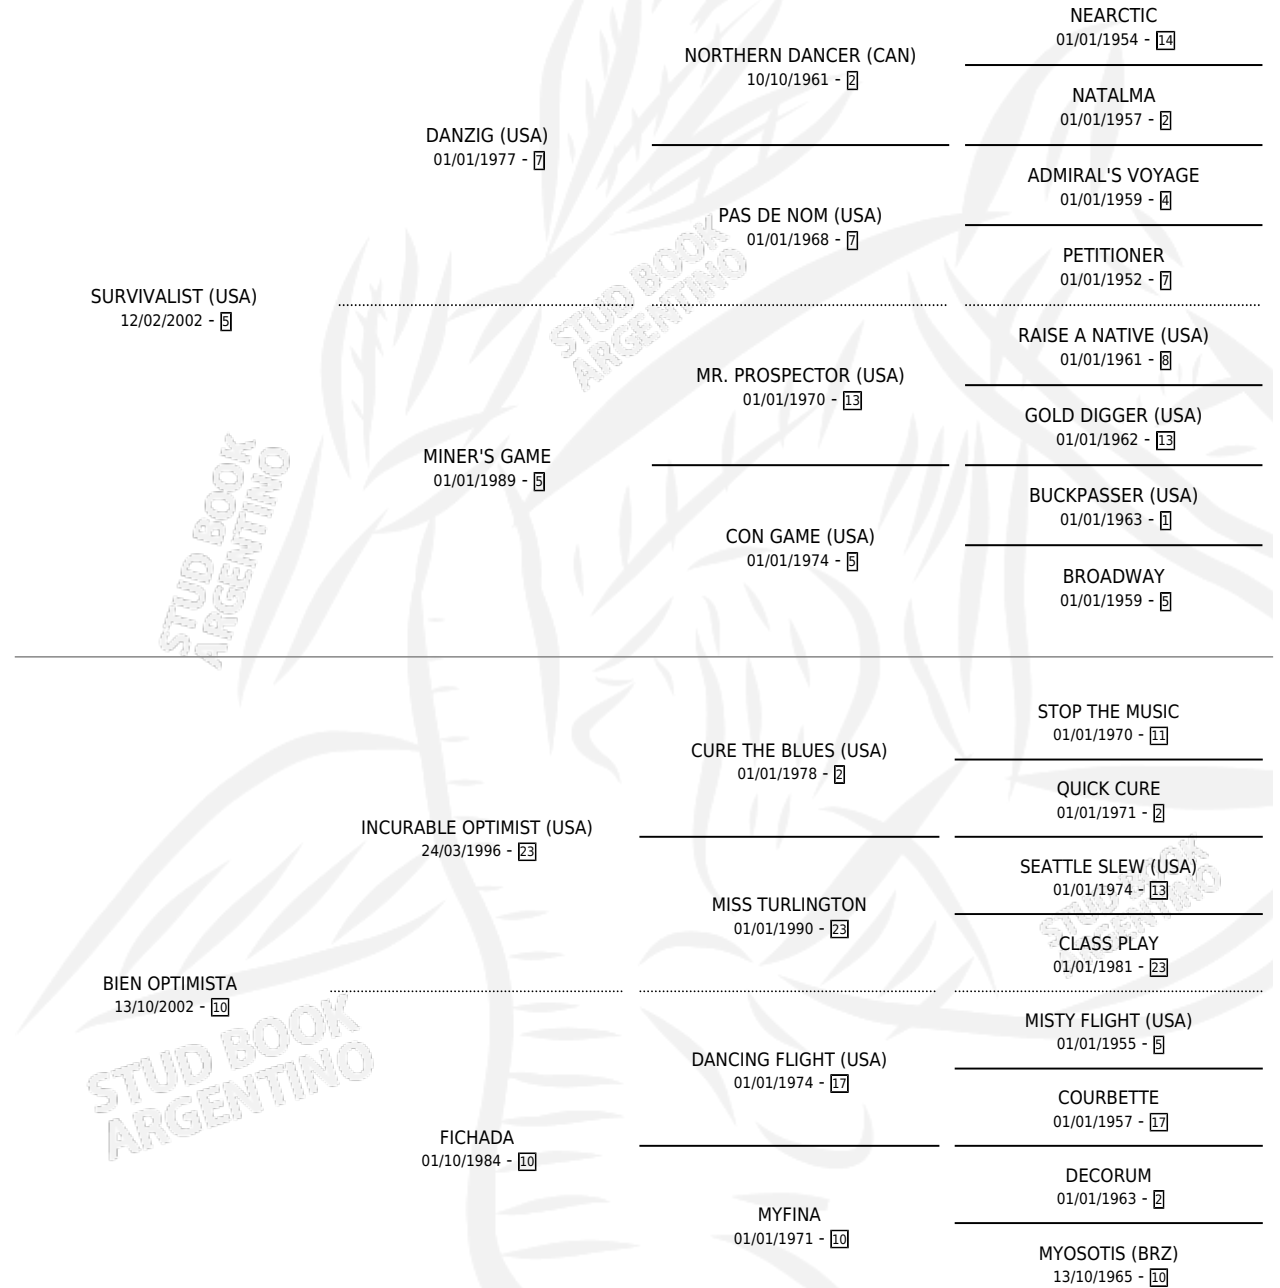 NEARCTIC
01/01/1954 - 14
NORTHERN DANCER (CAN)
10/10/1961 - 2
NATALMA
01/01/1957 - 2
DANZIG (USA)
01/01/1977 - 7
ADMIRAL'S VOYAGE
01/01/1959 - 4
PAS DE NOM (USA)
01/01/1968 - 7
PETITIONER
01/01/1952 - 7
SURVIVALIST (USA)
12/02/2002 - 5
STUD BOOK
ARGENTINO
RAISE A NATIVE (USA)
01/01/1961 - 8
MR. PROSPECTOR (USA)
01/01/1970 - 13
GOLD DIGGER (USA)
01/01/1962 - 13
MINER'S GAME
01/01/1989 - 5
BUCKPASSER (USA)
01/01/1963 - 1
CON GAME (USA)
01/01/1974 - 5
BROADWAY
01/01/1959 - 5
STUD BOOK
ARGENTINO
STOP THE MUSIC
01/01/1970 - 11
CURE THE BLUES (USA)
01/01/1978 - 2
QUICK CURE
01/01/1971 - 2
INCURABLE OPTIMIST (USA)
24/03/1996 - 23
SEATTLE SLEW (USA)
01/01/1974 - 13
MISS TURLINGTON
01/01/1990 - 23
STUD BOOK
ARGENTINO
CLASS PLAY
01/01/1981 - 23
BIEN OPTIMISTA
13/10/2002 - 10
STUD BOOK
ARGENTINO
MISTY FLIGHT (USA)
01/01/1955 - 5
DANCING FLIGHT (USA)
01/01/1974 - 17
COURBETTE
01/01/1957 - 17
FICHADA
01/10/1984 - 10
DECORUM
01/01/1963 - 2
MYFINA
01/01/1971 - 10
MYOSOTIS (BRZ)
13/10/1965 - 10